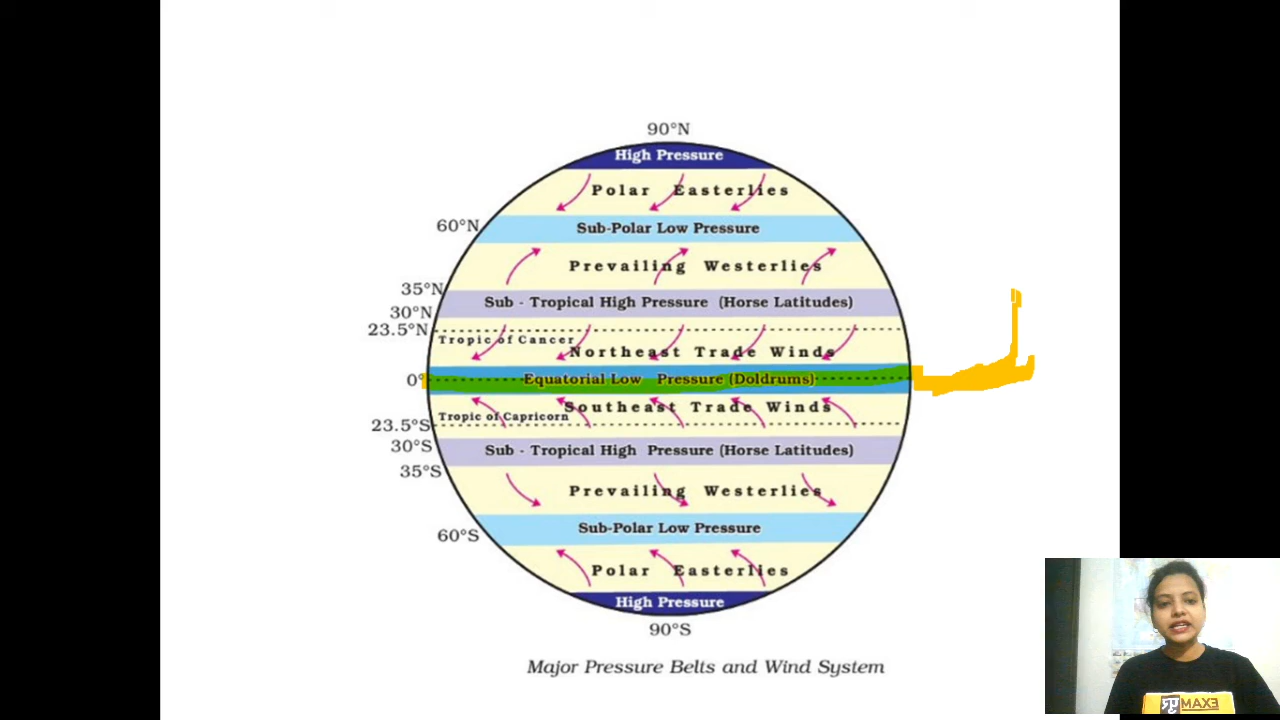 90°N
High Pressure
Polar Easterlies
60°N
Sub-Polar Low Pressure
Prevailing Westerlies
35°N
Sub - Tropical High Pressure (Horse Latitudes)
30°N
23.5°N
Tropic of Cancer
Northeast Trade Winds
0°
Equatorial Low Pressure (Doldrums)
Southeast Trade Winds
Tropic of Capricorn
23.5°S
30°S
Sub - Tropical High Pressure (Horse Latitudes)
35°S
Prevailing Westerlies
60°S
Sub-Polar Low Pressure
Polar Easterlies
High Pressure
90°S
Major Pressure Belts and Wind System